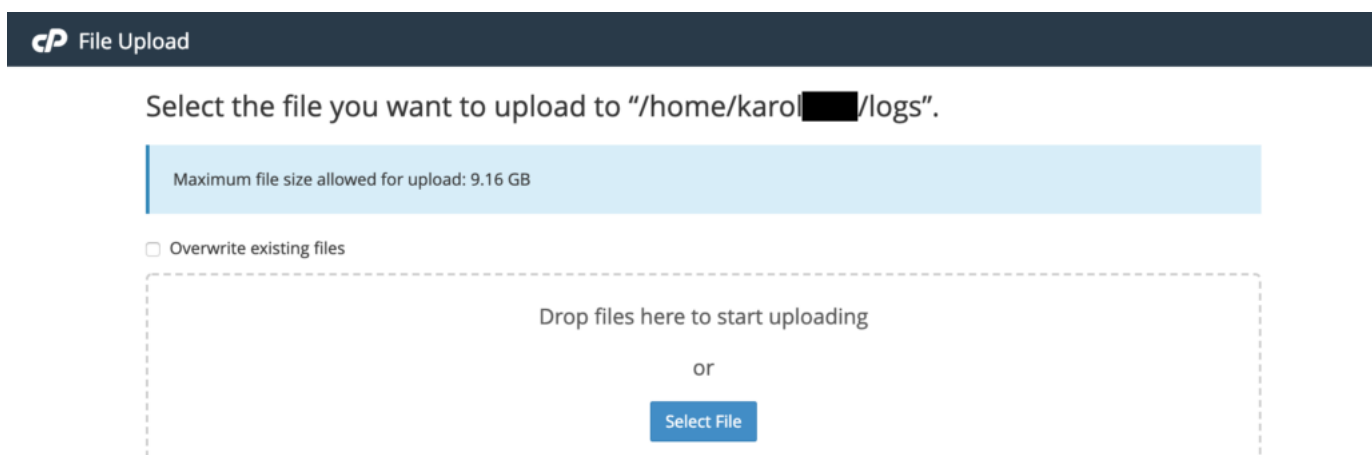 cP File Upload
Select the file you want to upload to “/home/karol /logs”.
Maximum file size allowed for upload: 9.16 GB
Overwrite existing files
Drop files here to start uploading
or
Select File